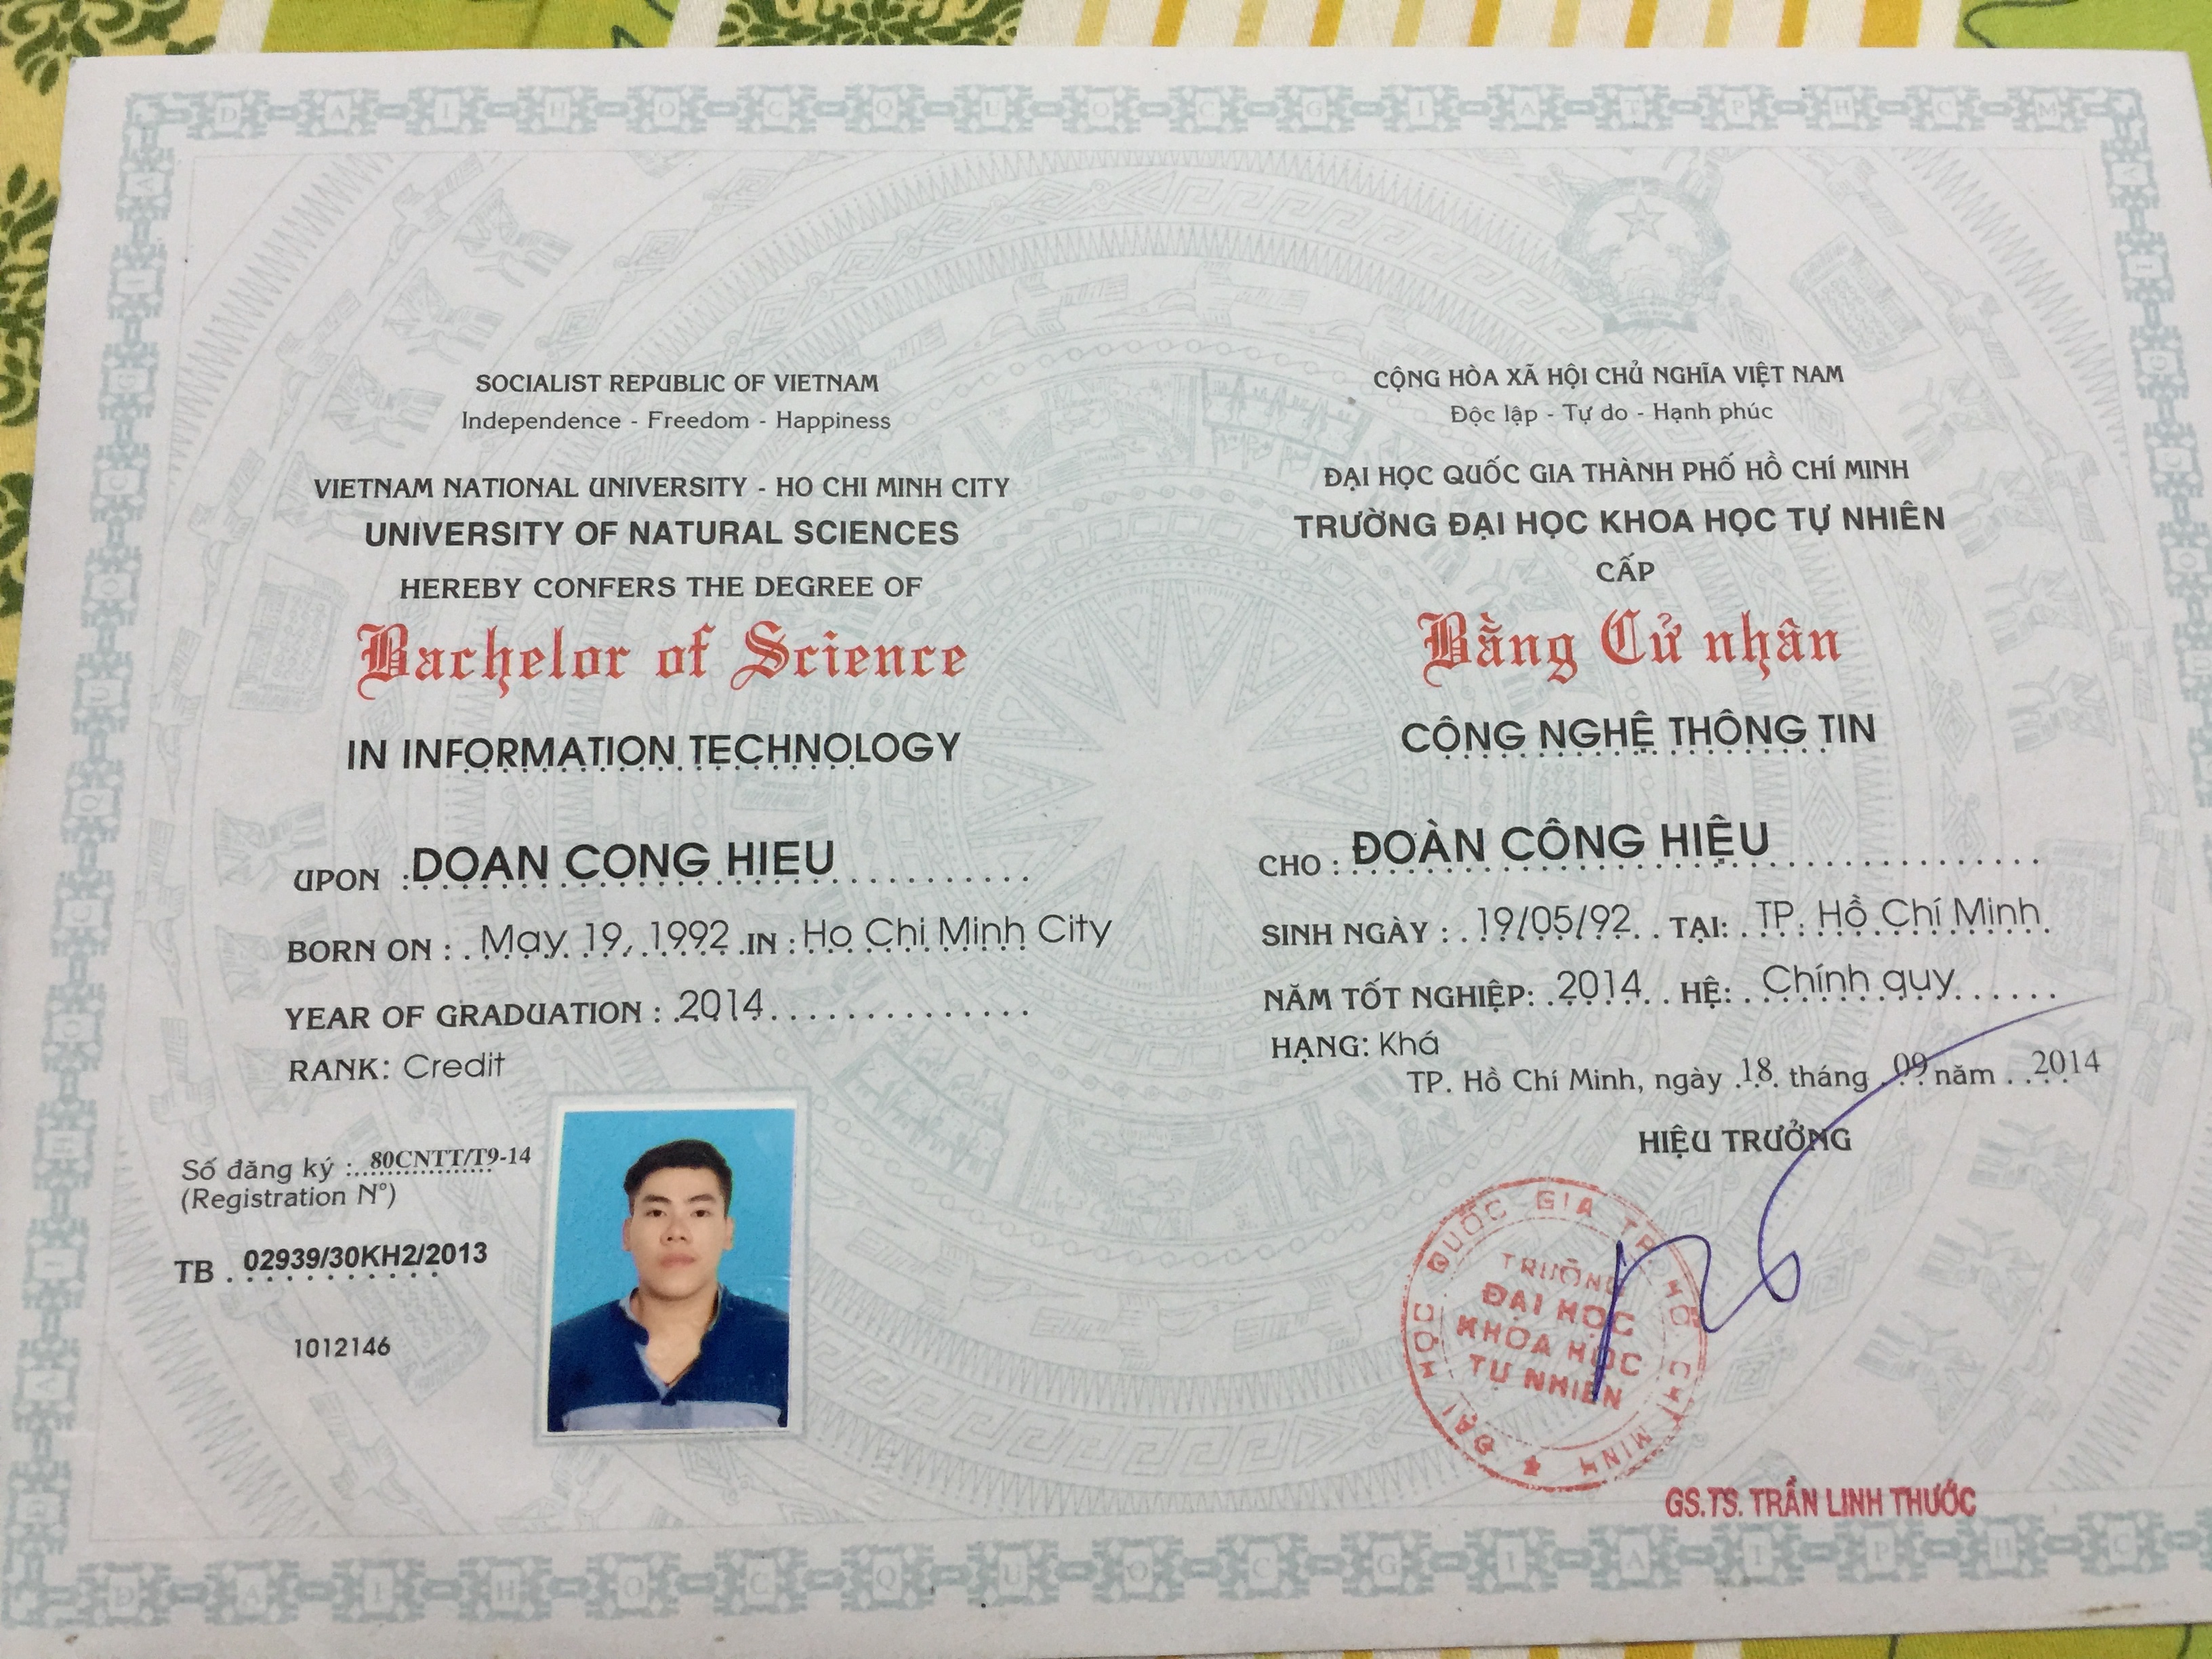 D A I H O C Q U O C G I A T P H C M
SOCIALIST REPUBLIC OF VIETNAM
Independence - Freedom - Happiness
VIETNAM NATIONAL UNIVERSITY - HO CHI MINH CITY
UNIVERSITY OF NATURAL SCIENCES
HEREBY CONFERS THE DEGREE OF
Bachelor of Science
IN INFORMATION TECHNOLOGY
UPON : DOAN CONG HIEU
BORN ON : May 19, 1992 IN : Ho Chi Minh City
YEAR OF GRADUATION : 2014
RANK: Credit
Số đăng ký : 80CNTT/T9-14
(Registration N°)
TB 02939/30KH2/2013
1012146
CỘNG HÒA XÃ HỘI CHỦ NGHĨA VIỆT NAM
Độc lập - Tự do - Hạnh phúc
ĐẠI HỌC QUỐC GIA THÀNH PHỐ HỒ CHÍ MINH
TRƯỜNG ĐẠI HỌC KHOA HỌC TỰ NHIÊN
CẤP
Bằng Cử nhân
CÔNG NGHỆ THÔNG TIN
CHO : ĐOÀN CÔNG HIỆU
SINH NGÀY : 19/05/92 TẠI: TP. Hồ Chí Minh
NĂM TỐT NGHIỆP: 2014 HỆ: Chính quy
HẠNG: Khá
TP. Hồ Chí Minh, ngày 18 tháng 09 năm 2014
HIỆU TRƯỞNG
ĐẠI HỌC QUỐC GIA TP HỒ CHÍ MINH
TRƯỜNG
ĐẠI HỌC
KHOA HỌC
TỰ NHIÊN
GS.TS. TRẦN LINH THƯỚC